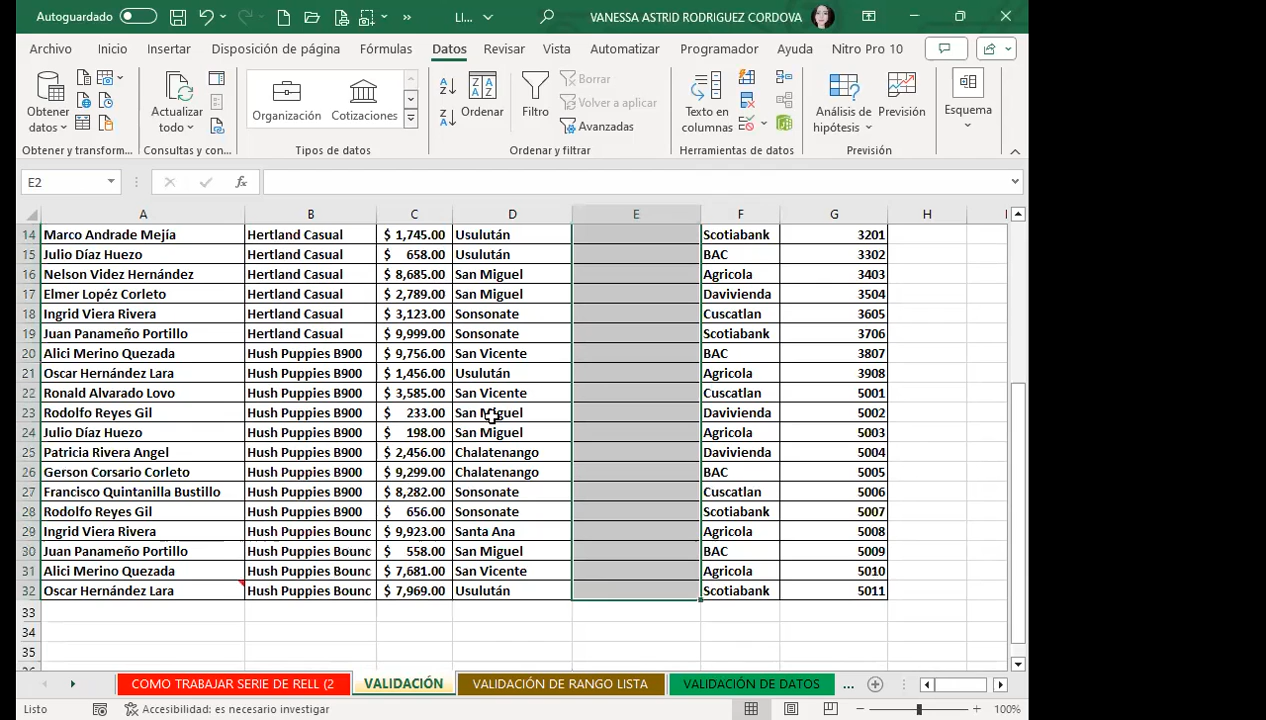 Autoguardado LI... VANESSA ASTRID RODRIGUEZ CORDOVA
Archivo Inicio Insertar Disposición de página Fórmulas Datos Revisar Vista Automatizar Programador Ayuda Nitro Pro 10
Obtener datos
Actualizar todo
Organización Cotizaciones
Ordenar
Filtro
Borrar
Volver a aplicar
Avanzadas
Texto en columnas
Análisis de hipótesis
Previsión
Esquema
Obtener y transform... Consultas y con... Tipos de datos Ordenar y filtrar Herramientas de datos Previsión
E2 fx
A B C D E F G H I
14 Marco Andrade Mejía Hertland Casual $ 1,745.00 Usulután Scotiabank 3201
15 Julio Díaz Huezo Hertland Casual $ 658.00 Usulután BAC 3302
16 Nelson Videz Hernández Hertland Casual $ 8,685.00 San Miguel Agricola 3403
17 Elmer Lopéz Corleto Hertland Casual $ 2,789.00 San Miguel Davivienda 3504
18 Ingrid Viera Rivera Hertland Casual $ 3,123.00 Sonsonate Cuscatlan 3605
19 Juan Panameño Portillo Hertland Casual $ 9,999.00 Sonsonate Scotiabank 3706
20 Alici Merino Quezada Hush Puppies B900 $ 9,756.00 San Vicente BAC 3807
21 Oscar Hernández Lara Hush Puppies B900 $ 1,456.00 Usulután Agricola 3908
22 Ronald Alvarado Lovo Hush Puppies B900 $ 3,585.00 San Vicente Cuscatlan 5001
23 Rodolfo Reyes Gil Hush Puppies B900 $ 233.00 San Miguel Davivienda 5002
24 Julio Díaz Huezo Hush Puppies B900 $ 198.00 San Miguel Agricola 5003
25 Patricia Rivera Angel Hush Puppies B900 $ 2,456.00 Chalatenango Davivienda 5004
26 Gerson Corsario Corleto Hush Puppies B900 $ 9,299.00 Chalatenango BAC 5005
27 Francisco Quintanilla Bustillo Hush Puppies B900 $ 8,282.00 Sonsonate Cuscatlan 5006
28 Rodolfo Reyes Gil Hush Puppies B900 $ 656.00 Sonsonate Scotiabank 5007
29 Ingrid Viera Rivera Hush Puppies Bounc $ 9,923.00 Santa Ana Agricola 5008
30 Juan Panameño Portillo Hush Puppies Bounc $ 558.00 San Miguel BAC 5009
31 Alici Merino Quezada Hush Puppies Bounc $ 7,681.00 San Vicente Agricola 5010
32 Oscar Hernández Lara Hush Puppies Bounc $ 7,969.00 Usulután Scotiabank 5011
33
34
35
COMO TRABAJAR SERIE DE RELL (2 VALIDACIÓN VALIDACIÓN DE RANGO LISTA VALIDACIÓN DE DATOS ...
Listo Accesibilidad: es necesario investigar 100%